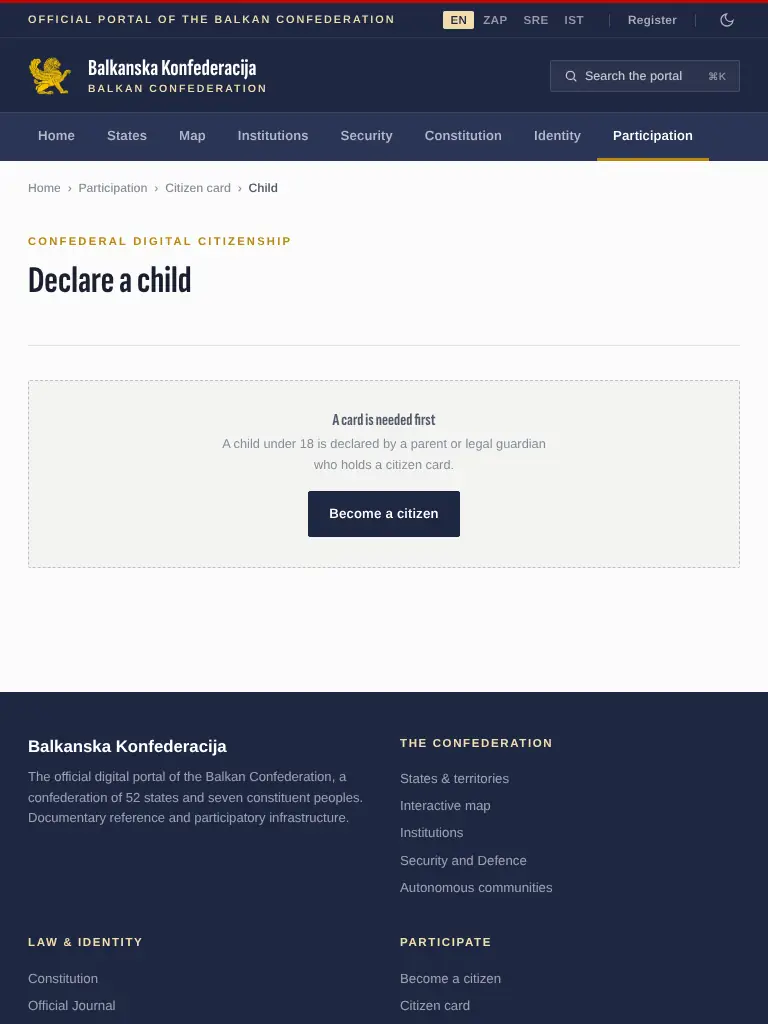 OFFICIAL PORTAL OF THE BALKAN CONFEDERATION
EN ZAP SRE IST
Register
Balkanska Konfederacija
BALKAN CONFEDERATION
Search the portal ⌘K
Home States Map Institutions Security Constitution Identity Participation
Home › Participation › Citizen card › Child
CONFEDERAL DIGITAL CITIZENSHIP
Declare a child
A card is needed first
A child under 18 is declared by a parent or legal guardian
who holds a citizen card.
Become a citizen
Balkanska Konfederacija
The official digital portal of the Balkan Confederation, a
confederation of 52 states and seven constituent peoples.
Documentary reference and participatory infrastructure.
THE CONFEDERATION
States & territories
Interactive map
Institutions
Security and Defence
Autonomous communities
LAW & IDENTITY
Constitution
Official Journal
PARTICIPATE
Become a citizen
Citizen card